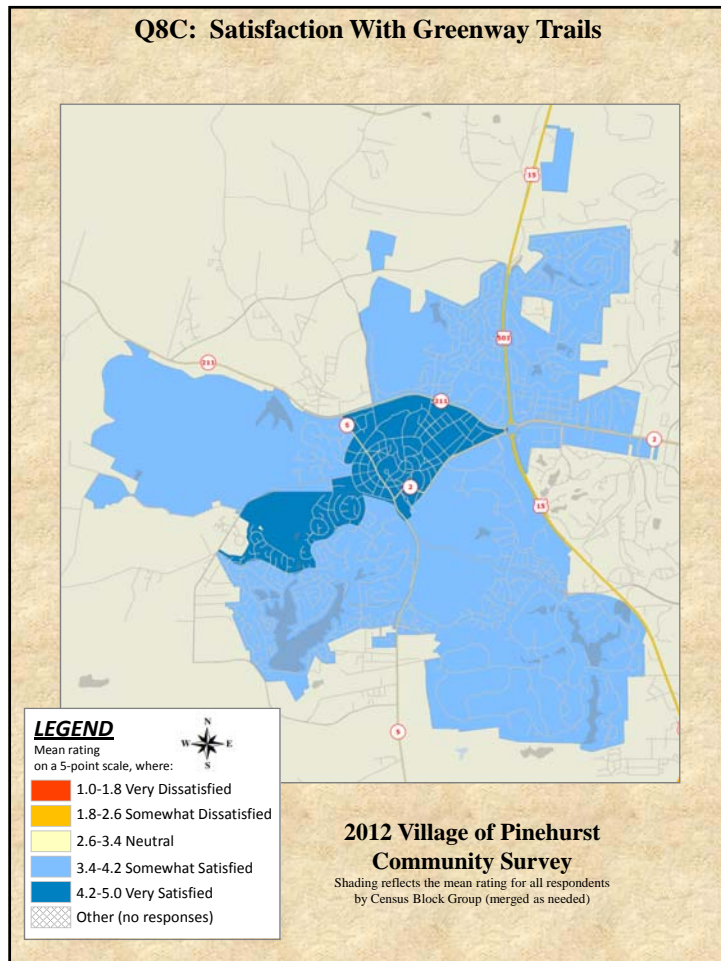 Q8C: Satisfaction With Greenway Trails
15
501
211
211
5
2
2
15
5
LEGEND
Mean rating
on a 5-point scale, where:
N
W E
S
1.0-1.8 Very Dissatisfied
1.8-2.6 Somewhat Dissatisfied
2.6-3.4 Neutral
3.4-4.2 Somewhat Satisfied
4.2-5.0 Very Satisfied
Other (no responses)
2012 Village of Pinehurst
Community Survey
Shading reflects the mean rating for all respondents
by Census Block Group (merged as needed)